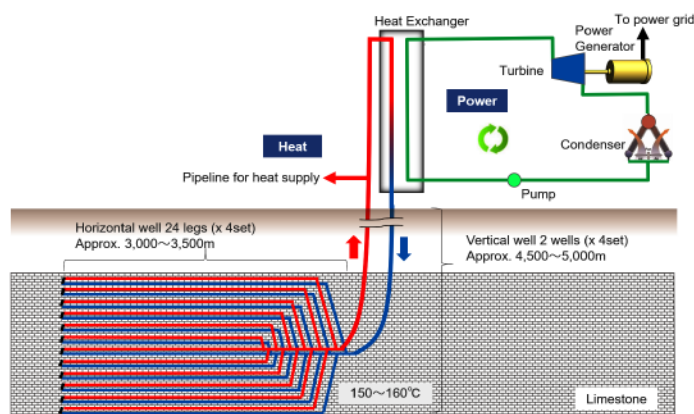 Heat Exchanger
To power grid
Power
Generator
Turbine
Power
Heat
Condenser
Pipeline for heat supply
Pump
Horizontal well 24 legs (x 4set)
Approx. 3,000～3,500m
Vertical well 2 wells (x 4set)
Approx. 4,500～5,000m
150～160℃
Limestone